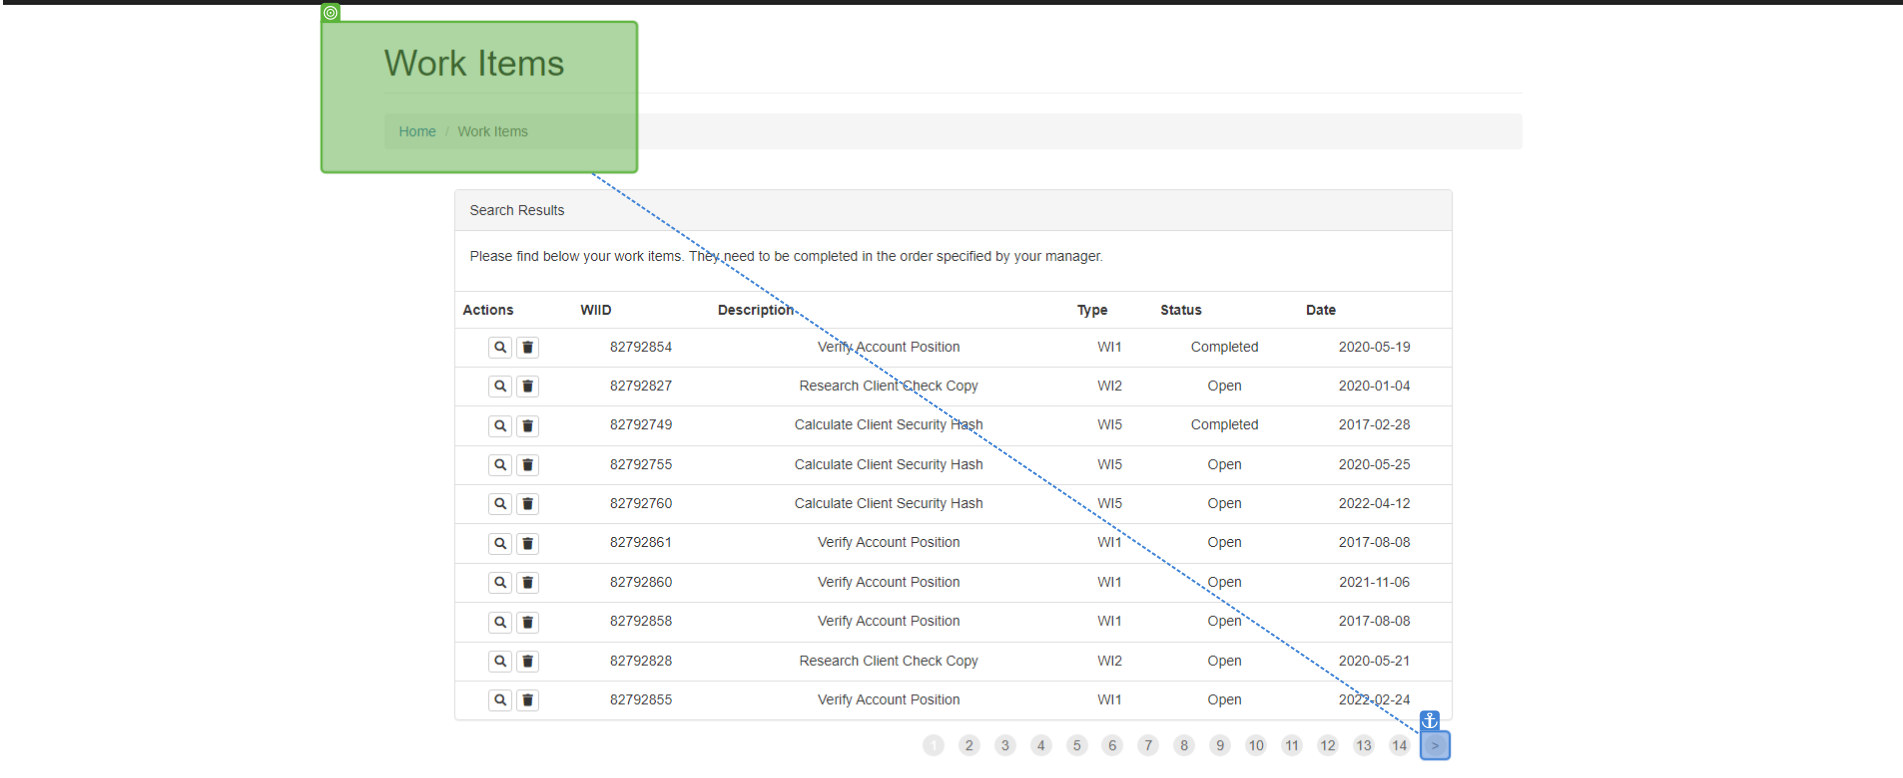 Work Items
Home / Work Items
Search Results
Please find below your work items. They need to be completed in the order specified by your manager.
Actions WIID Description Type Status Date
82792854 Verify Account Position WI1 Completed 2020-05-19
82792827 Research Client Check Copy WI2 Open 2020-01-04
82792749 Calculate Client Security Hash WI5 Completed 2017-02-28
82792755 Calculate Client Security Hash WI5 Open 2020-05-25
82792760 Calculate Client Security Hash WI5 Open 2022-04-12
82792861 Verify Account Position WI1 Open 2017-08-08
82792860 Verify Account Position WI1 Open 2021-11-06
82792858 Verify Account Position WI1 Open 2017-08-08
82792828 Research Client Check Copy WI2 Open 2020-05-21
82792855 Verify Account Position WI1 Open 2022-02-24
1 2 3 4 5 6 7 8 9 10 11 12 13 14 >